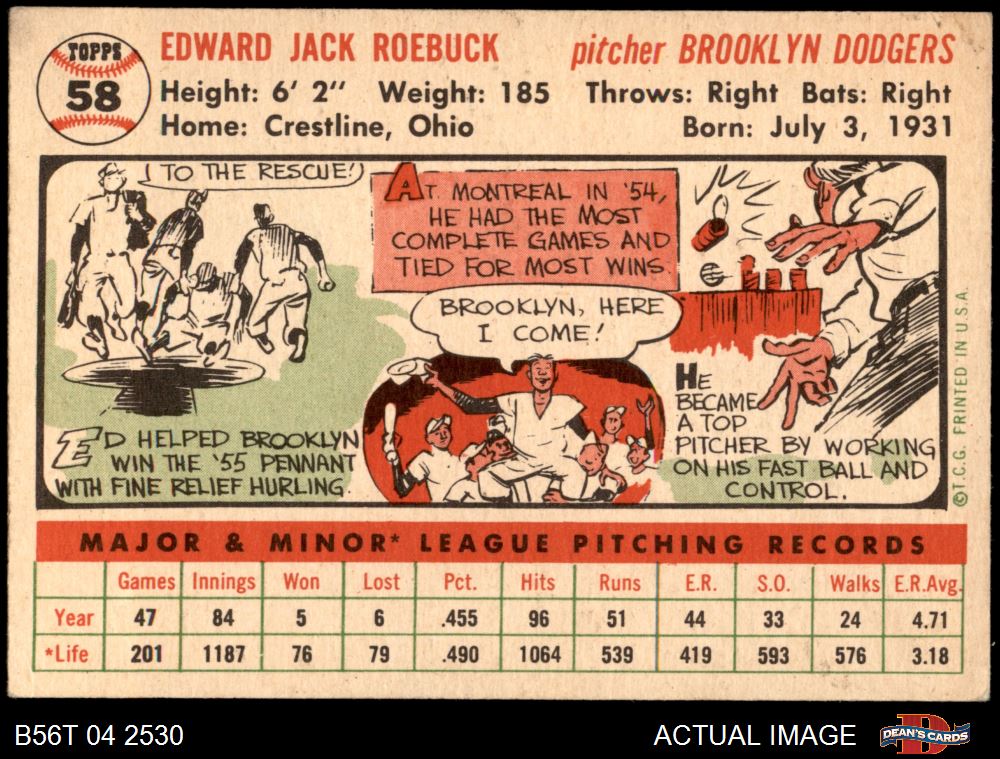 TOPPS
58
EDWARD JACK ROEBUCK pitcher BROOKLYN DODGERS
Height: 6' 2" Weight: 185 Throws: Right Bats: Right
Home: Crestline, Ohio Born: July 3, 1931
TO THE RESCUE!
ED HELPED BROOKLYN
WIN THE '55 PENNANT
WITH FINE RELIEF HURLING.
AT MONTREAL IN '54,
HE HAD THE MOST
COMPLETE GAMES AND
TIED FOR MOST WINS.
BROOKLYN, HERE
I COME!
HE
BECAME
A TOP
PITCHER BY WORKING
ON HIS FAST BALL AND
CONTROL.
©T.C.G. PRINTED IN U.S.A.
MAJOR & MINOR* LEAGUE PITCHING RECORDS
Games Innings Won Lost Pct. Hits Runs E.R. S.O. Walks E.R.Avg.
Year 47 84 5 6 .455 96 51 44 33 24 4.71
*Life 201 1187 76 79 .490 1064 539 419 593 576 3.18
B56T 04 2530 ACTUAL IMAGE
D
DEAN'S CARDS